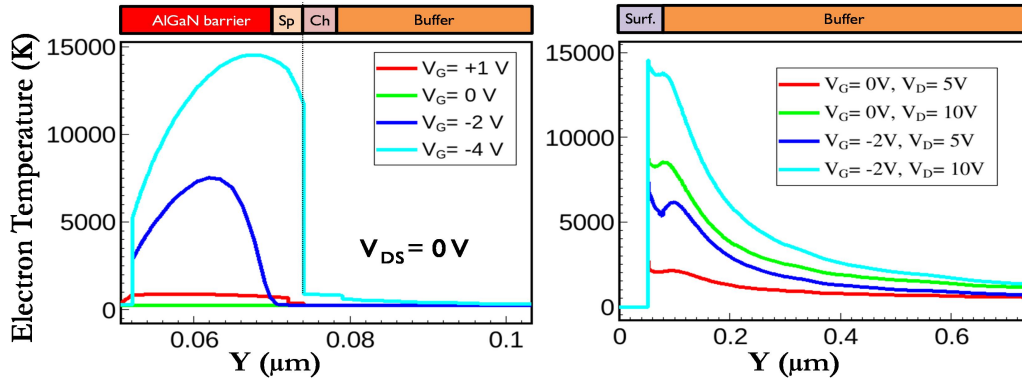 AlGaN barrier Sp Ch Buffer
Surf. Buffer
Electron Temperature (K)
15000
10000
5000
0
V_G= +1 V
V_G= 0 V
V_G= -2 V
V_G= -4 V
V_DS= 0 V
0.06 0.08 0.1
Y (µm)
15000
10000
5000
0
V_G= 0V, V_D= 5V
V_G= 0V, V_D= 10V
V_G= -2V, V_D= 5V
V_G= -2V, V_D= 10V
0 0.2 0.4 0.6
Y (µm)